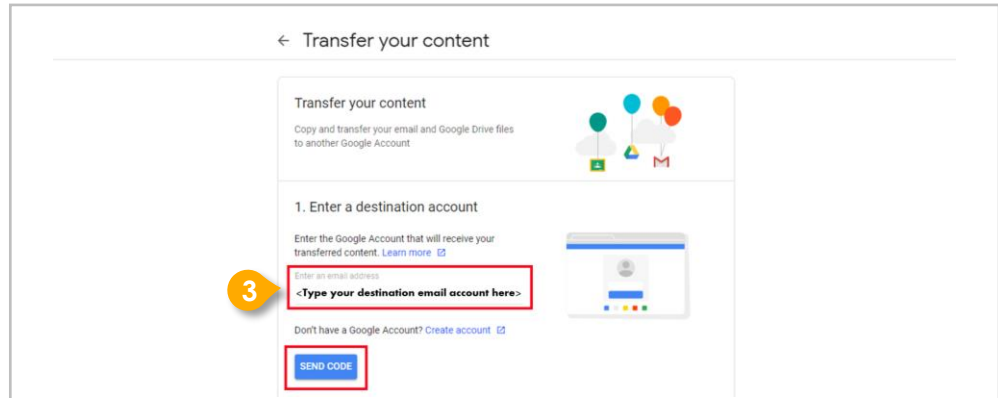 ← Transfer your content
Transfer your content
Copy and transfer your email and Google Drive files
to another Google Account
1. Enter a destination account
Enter the Google Account that will receive your
transferred content. Learn more
Enter an email address
3
<Type your destination email account here>
Don't have a Google Account? Create account
SEND CODE